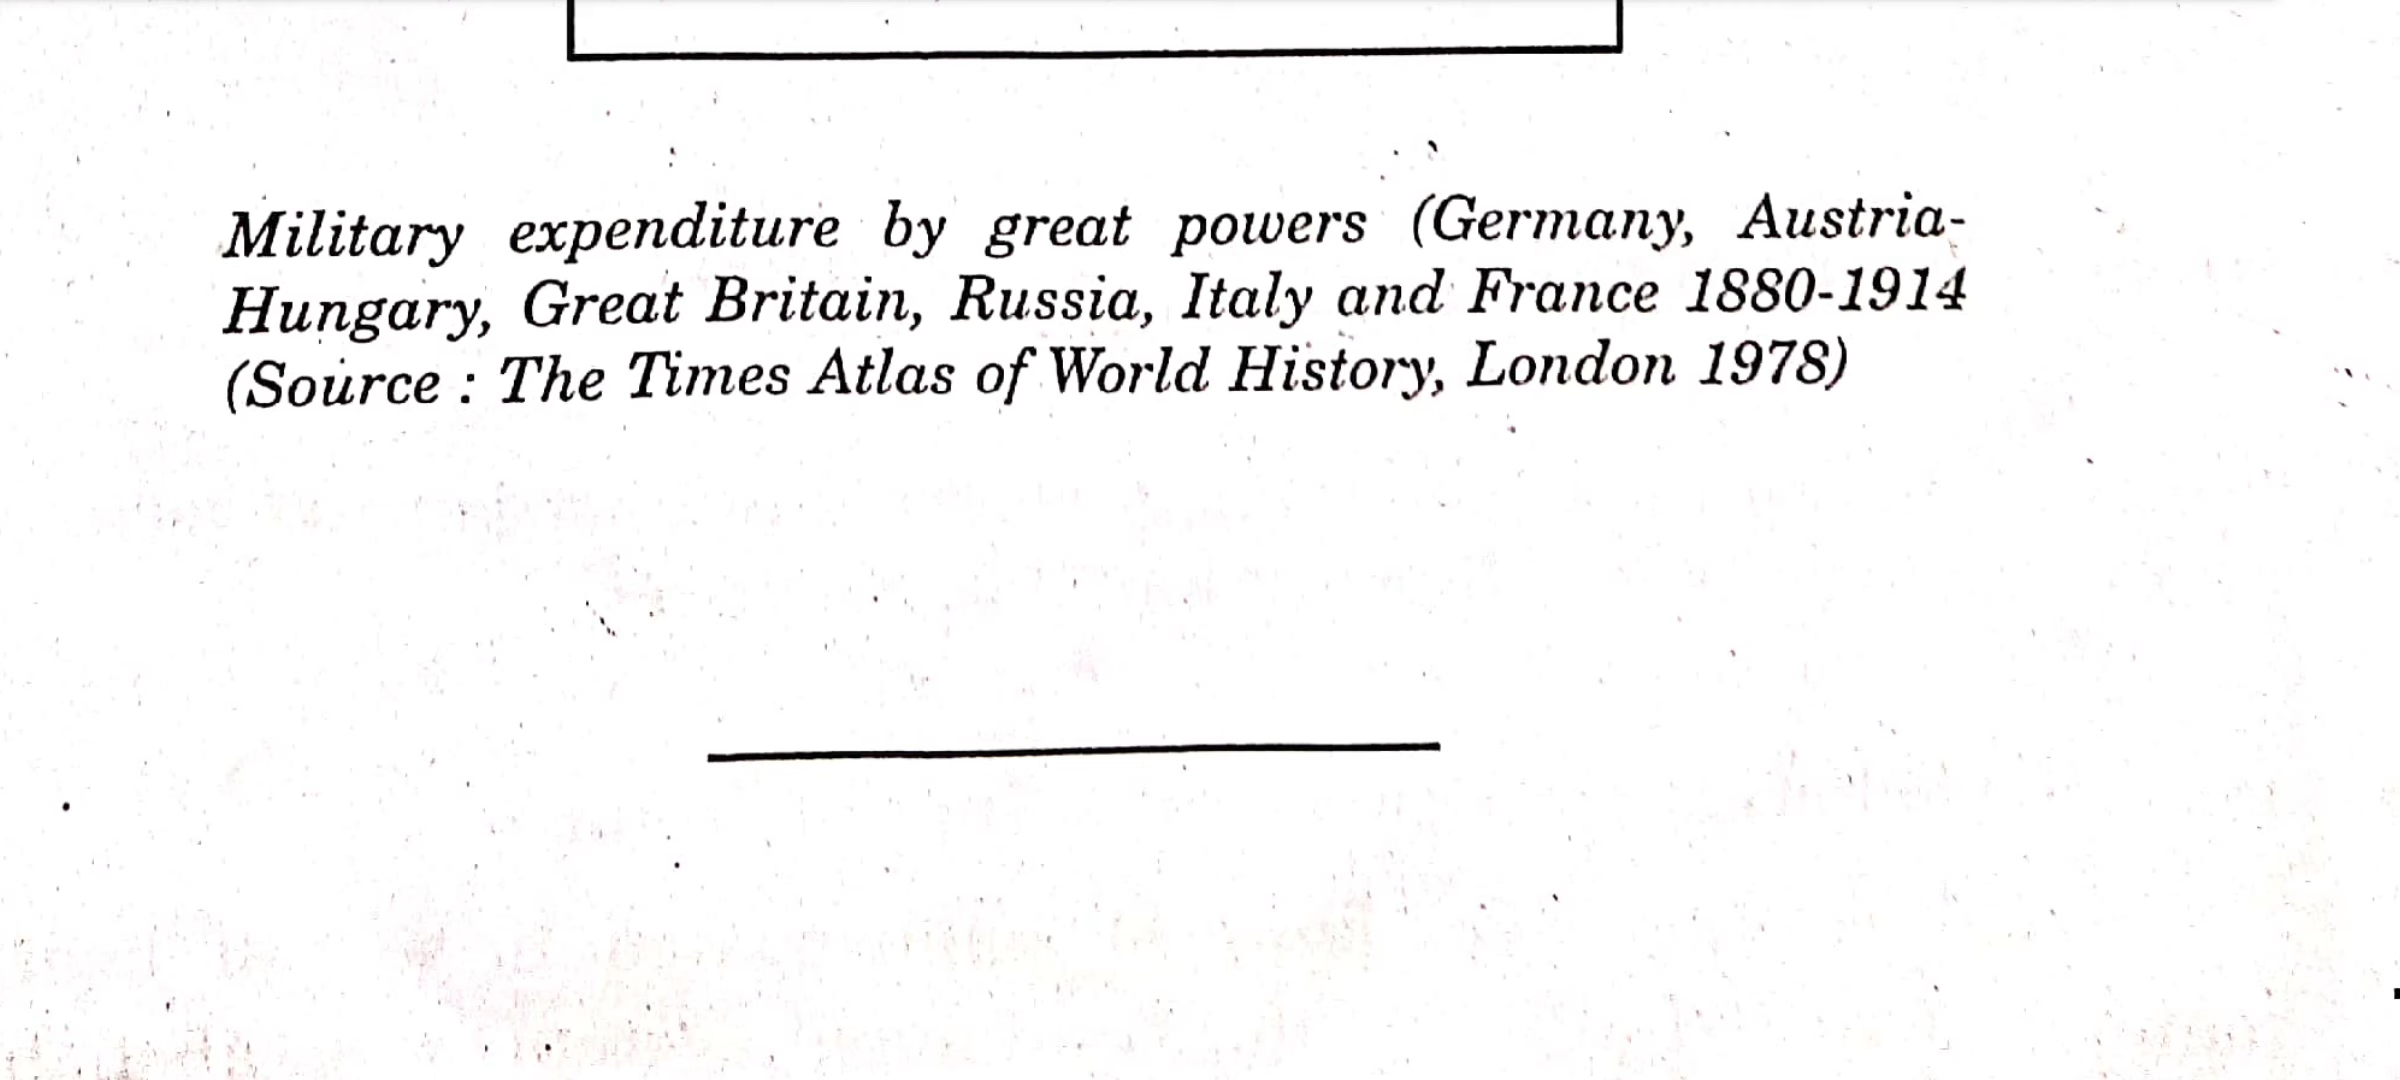 Military expenditure by great powers (Germany, Austria-
Hungary, Great Britain, Russia, Italy and France 1880-1914
(Source : The Times Atlas of World History, London 1978)